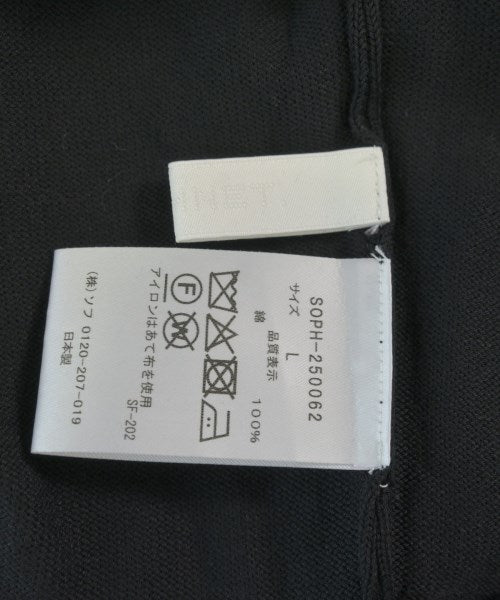 SOPH-250062
サイズ L
品質表示
綿 100%
F
W
アイロンはあて布を使用
SF-202
(株)ソフ 0120-207-019
日本製